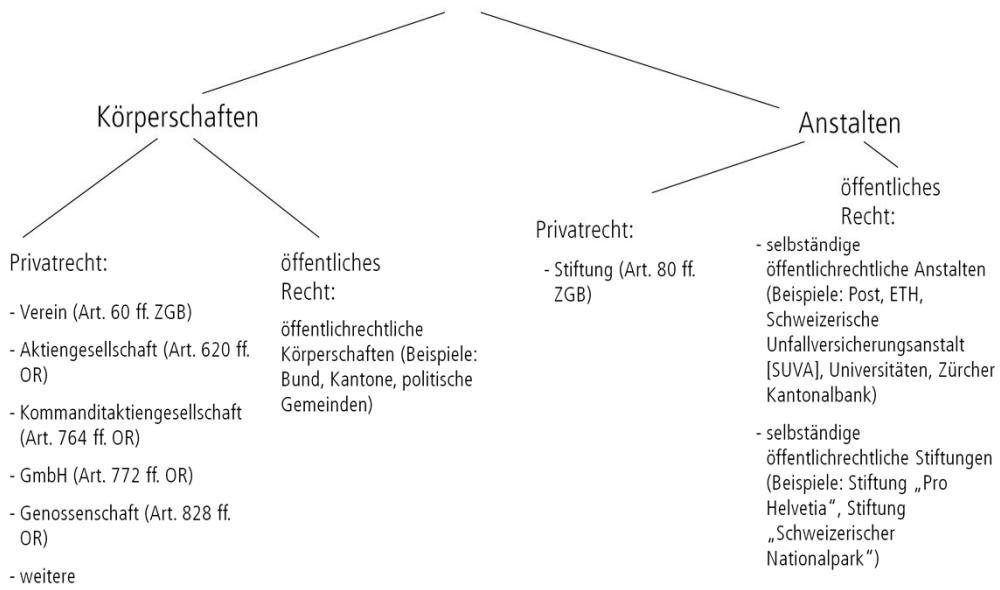 Körperschaften
Privatrecht:
- Verein (Art. 60 ff. ZGB)
- Aktiengesellschaft (Art. 620 ff.
OR)
- Kommanditaktiengesellschaft
(Art. 764 ff. OR)
- GmbH (Art. 772 ff. OR)
- Genossenschaft (Art. 828 ff.
OR)
- weitere
öffentliches
Recht:
öffentlichrechtliche
Körperschaften (Beispiele:
Bund, Kantone, politische
Gemeinden)
Anstalten
Privatrecht:
- Stiftung (Art. 80 ff.
ZGB)
öffentliches
Recht:
- selbständige
öffentlichrechtliche Anstalten
(Beispiele: Post, ETH,
Schweizerische
Unfallversicherungsanstalt
[SUVA], Universitäten, Zürcher
Kantonalbank)
- selbständige
öffentlichrechtliche Stiftungen
(Beispiele: Stiftung „Pro
Helvetia“, Stiftung
„Schweizerischer
Nationalpark“)